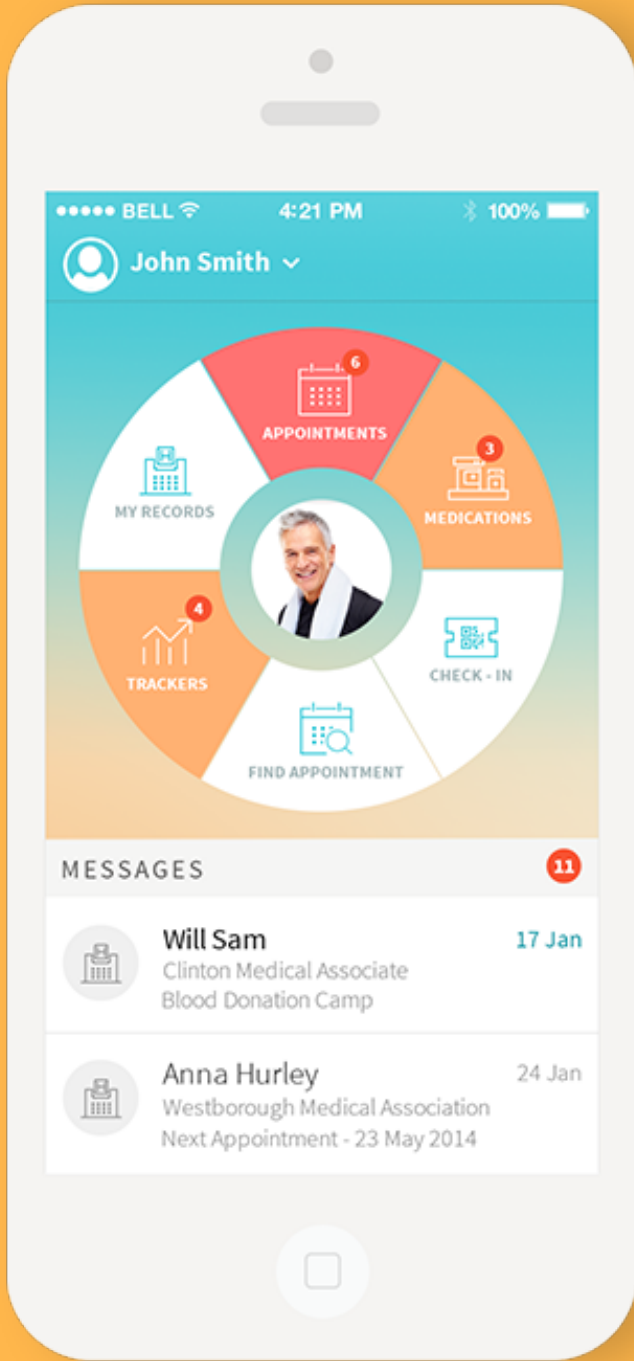 BELL 4:21 PM 100%
John Smith
6
APPOINTMENTS
3
MEDICATIONS
MY RECORDS
4
TRACKERS
CHECK - IN
FIND APPOINTMENT
MESSAGES 11
Will Sam 17 Jan
Clinton Medical Associate
Blood Donation Camp
Anna Hurley 24 Jan
Westborough Medical Association
Next Appointment - 23 May 2014